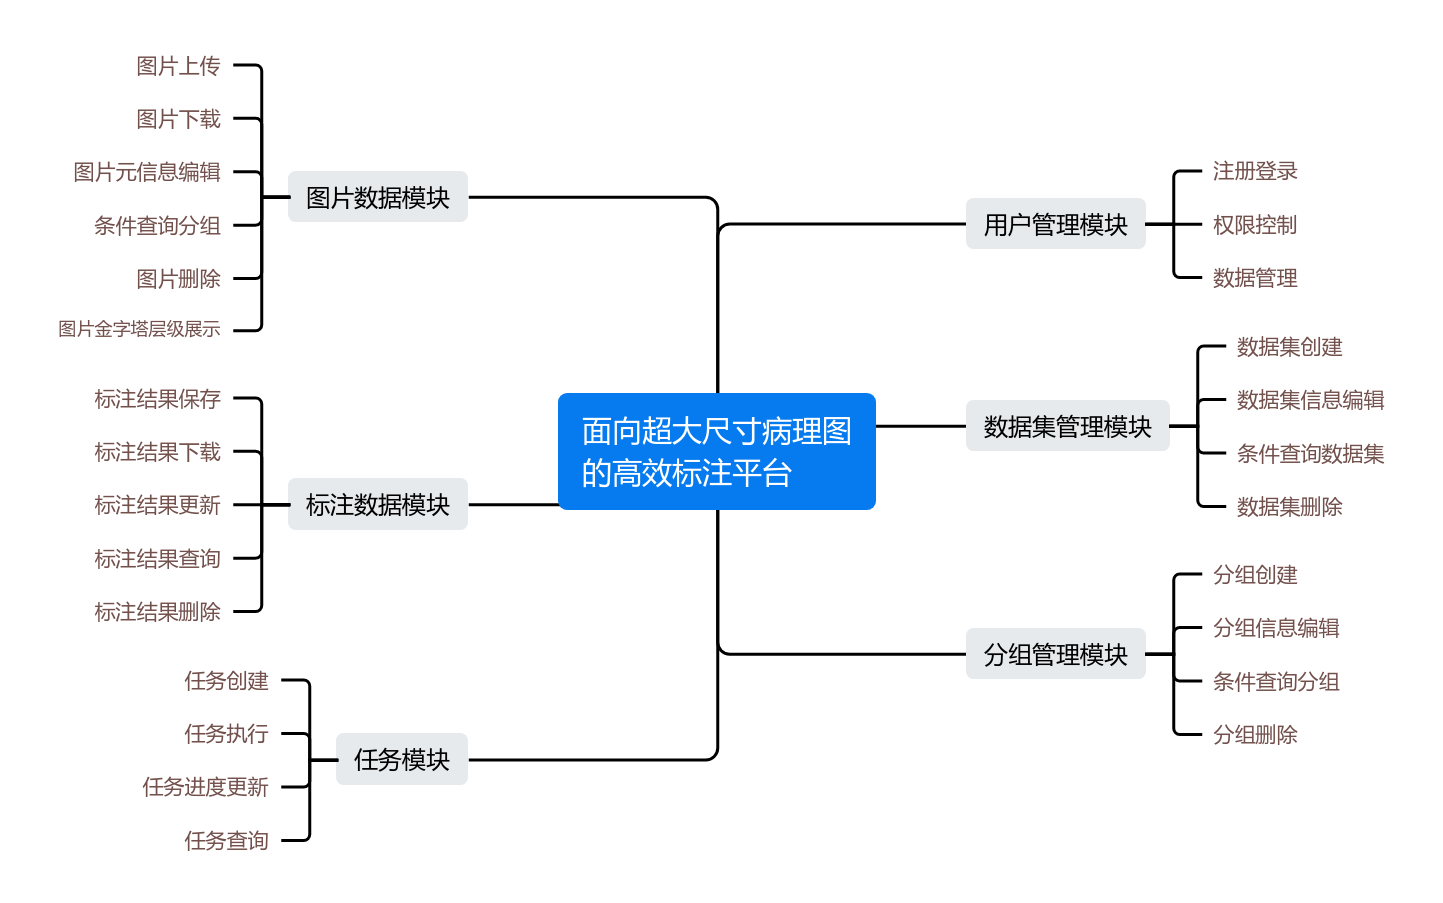 面向超大尺寸病理图
的高效标注平台
图片数据模块
图片上传
图片下载
图片元信息编辑
条件查询分组
图片删除
图片金字塔层级展示
标注数据模块
标注结果保存
标注结果下载
标注结果更新
标注结果查询
标注结果删除
任务模块
任务创建
任务执行
任务进度更新
任务查询
用户管理模块
注册登录
权限控制
数据管理
数据集管理模块
数据集创建
数据集信息编辑
条件查询数据集
数据集删除
分组管理模块
分组创建
分组信息编辑
条件查询分组
分组删除